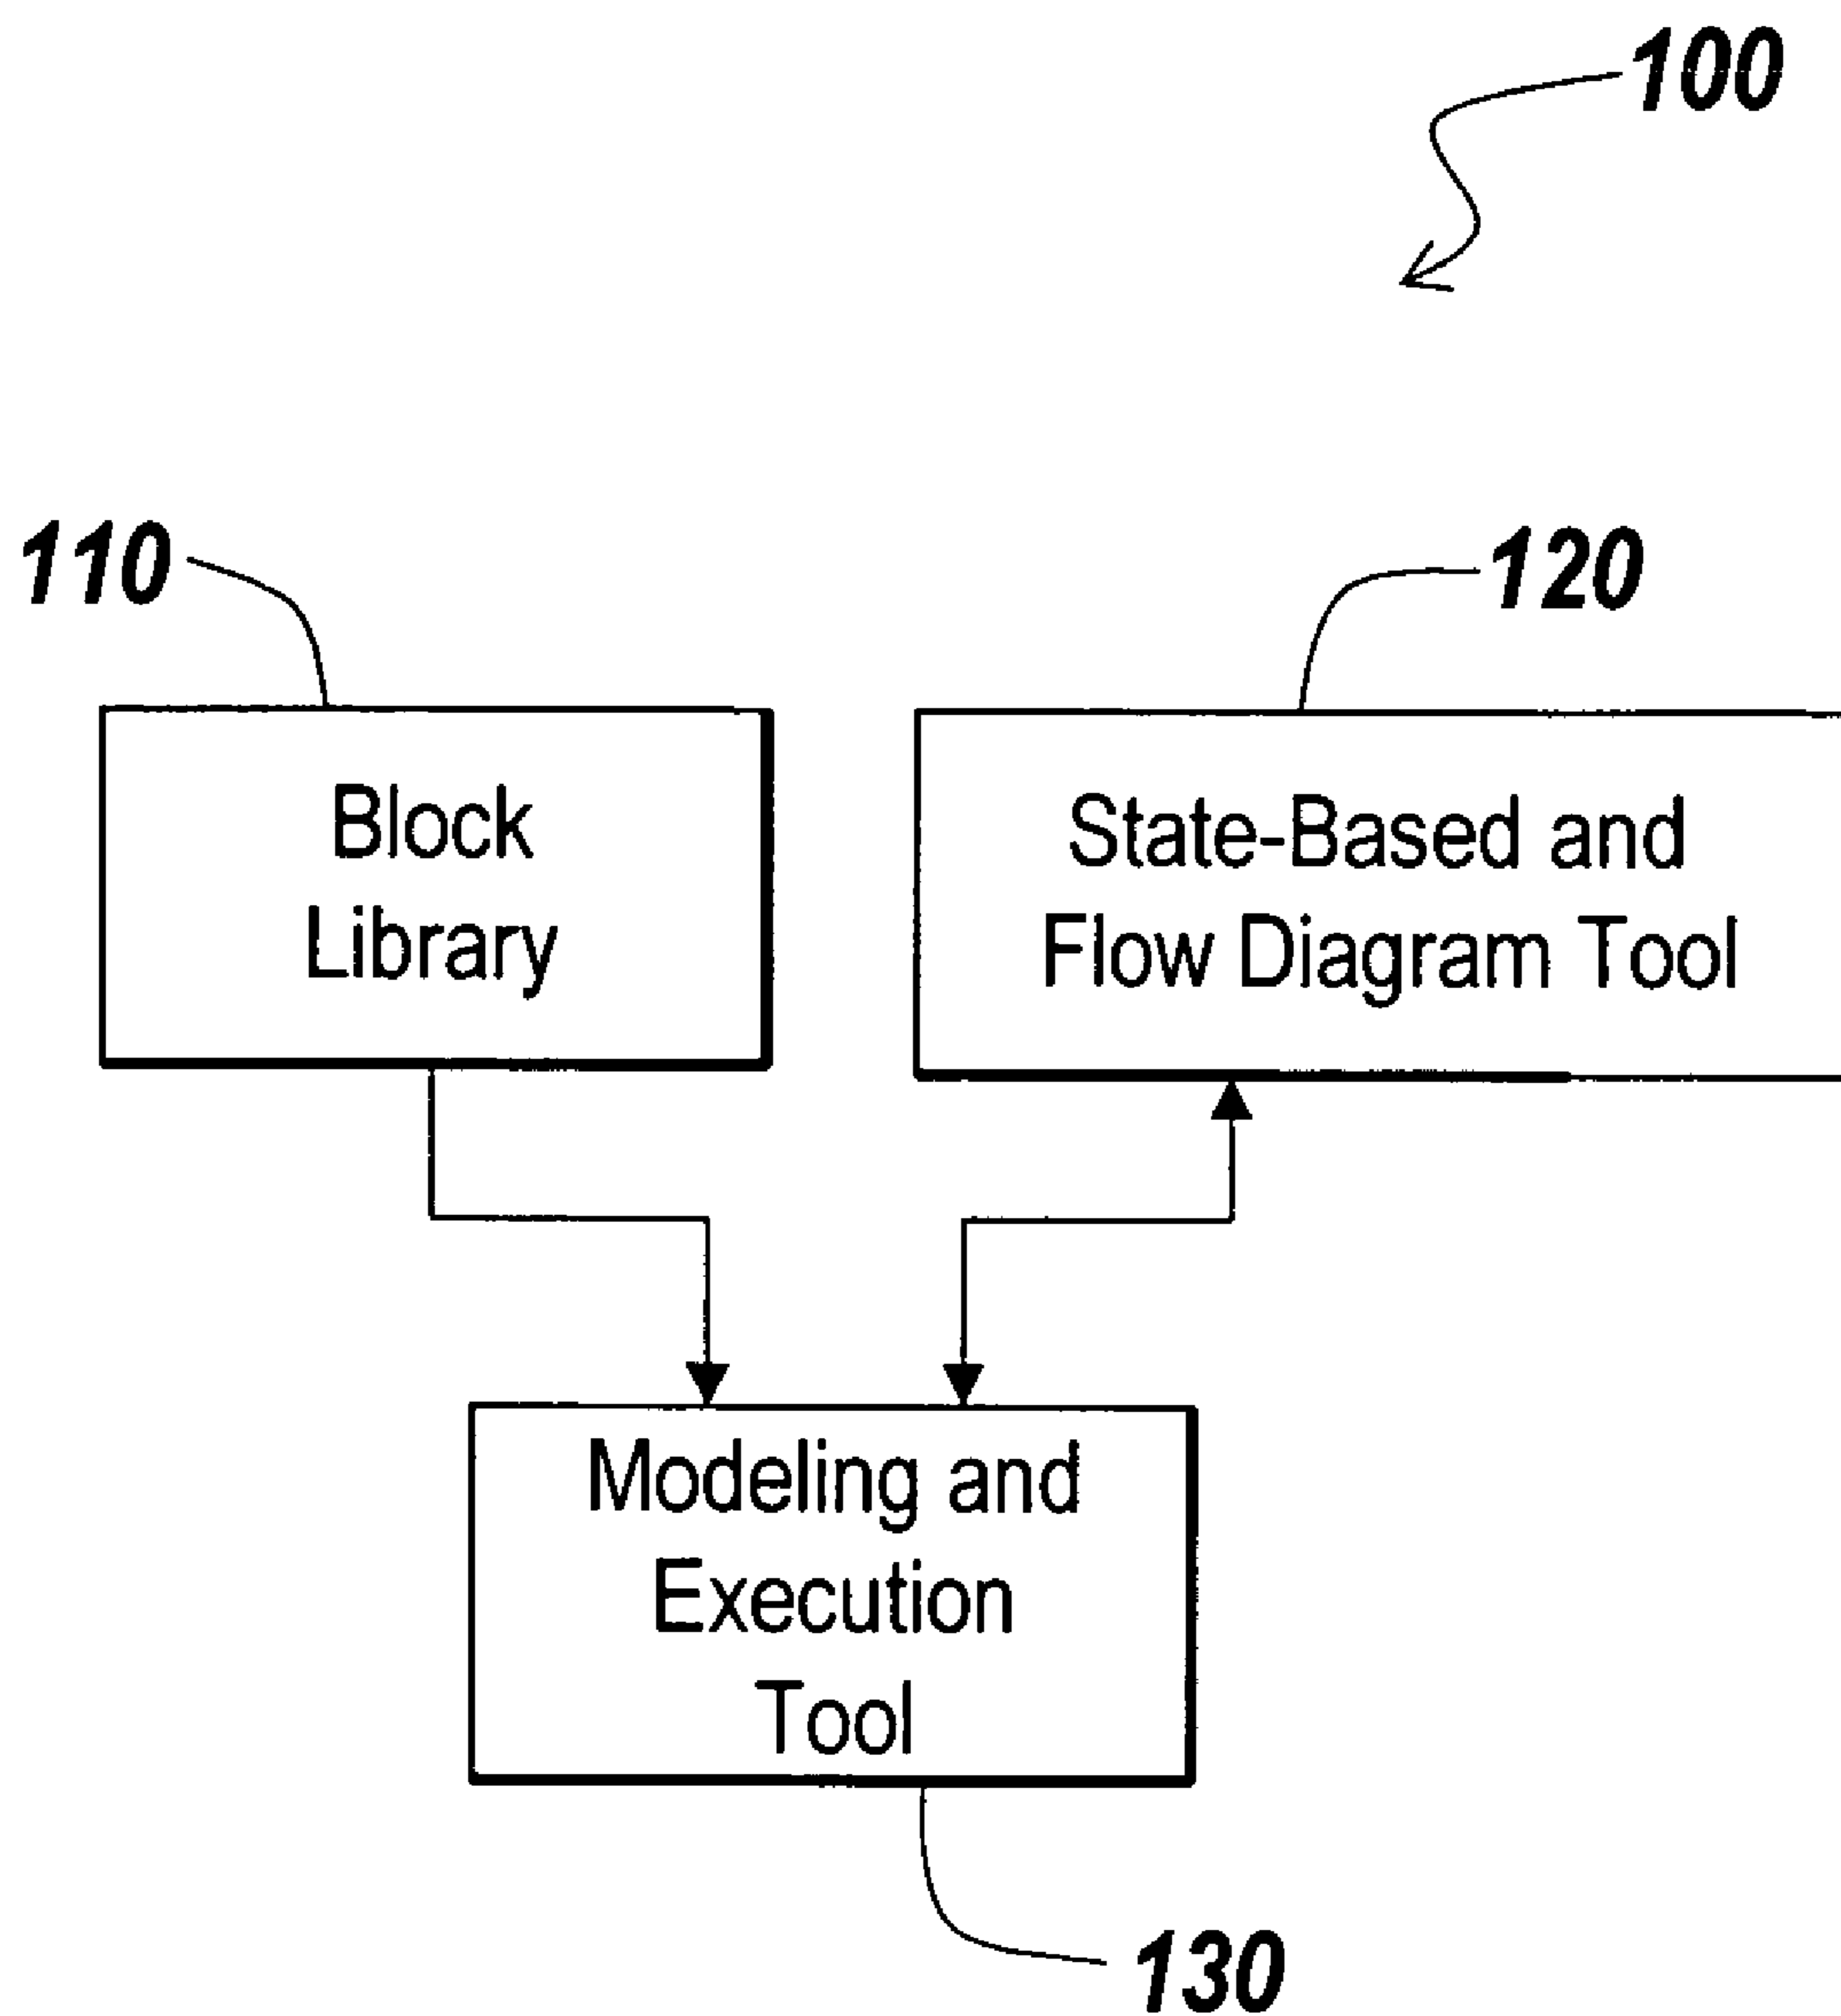 100
110
120
Block
Library
State-Based and
Flow Diagram Tool
Modeling and
Execution
Tool
130